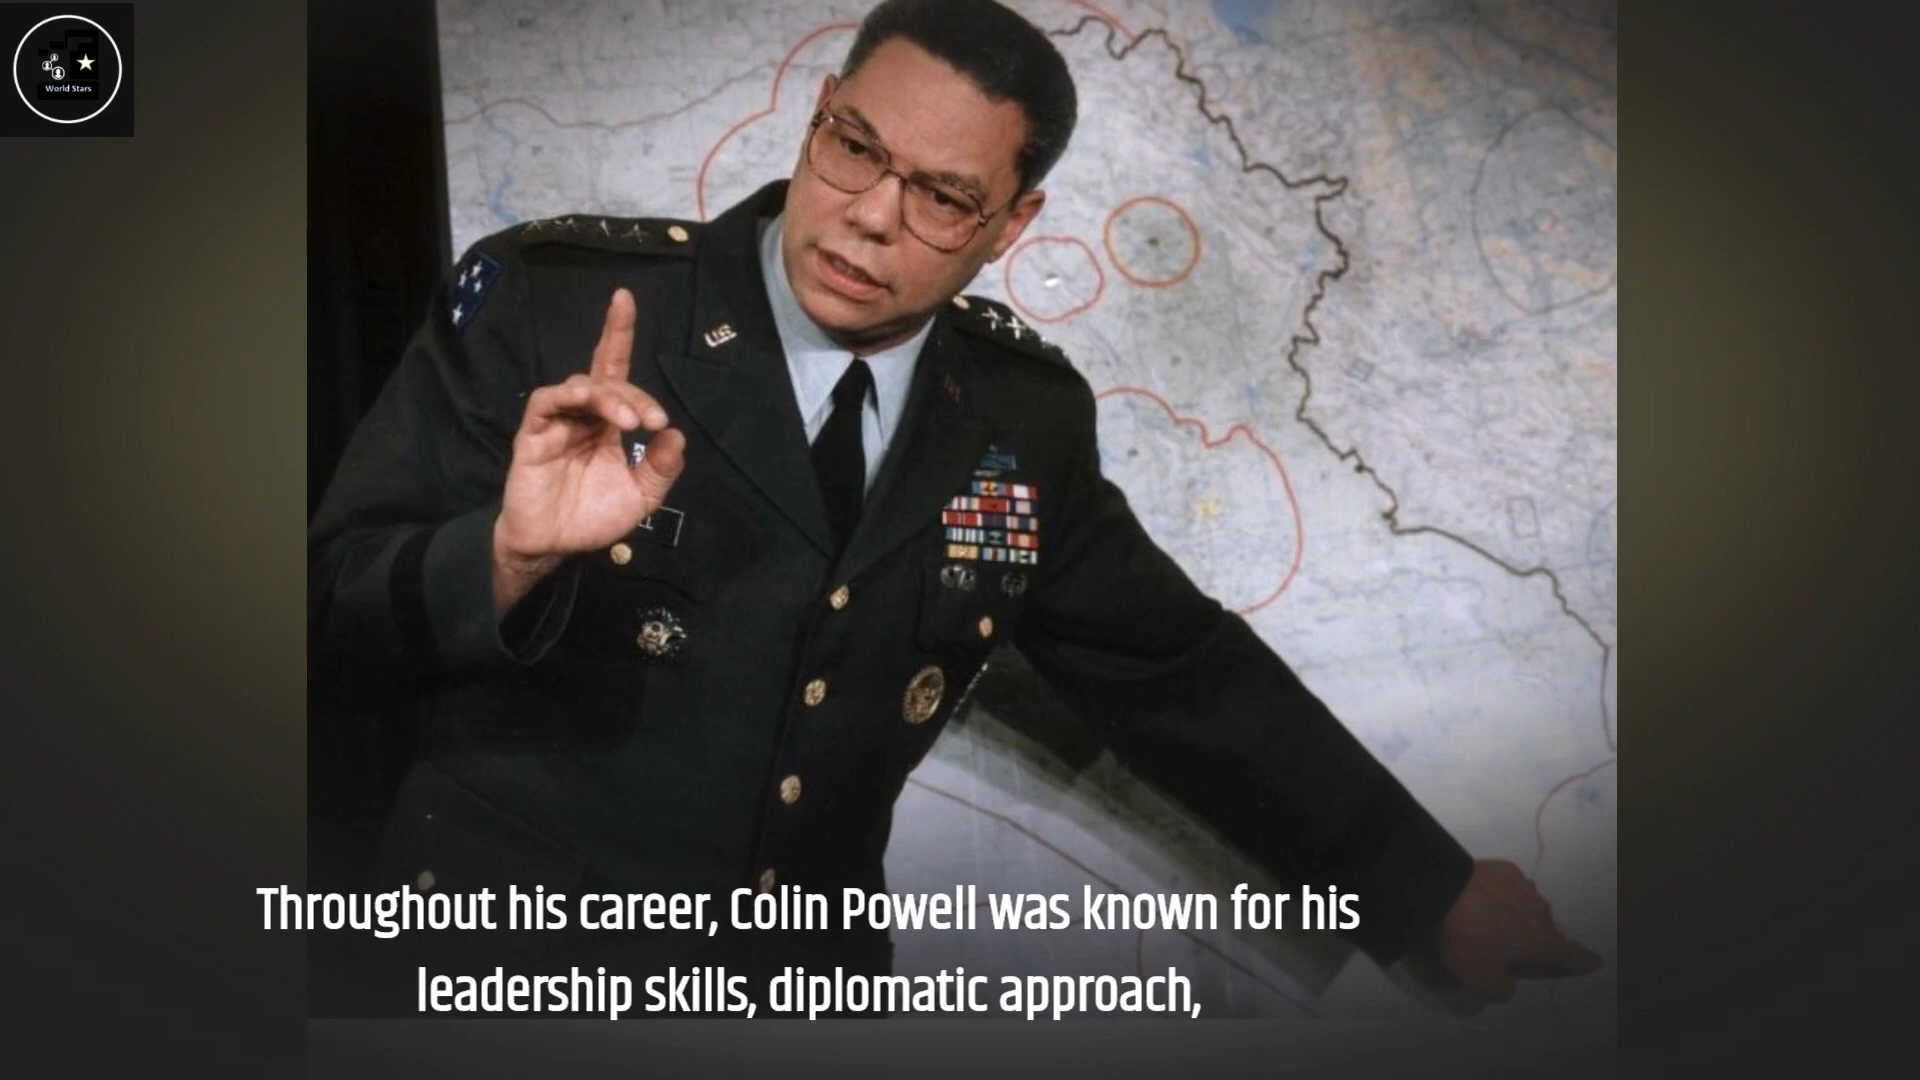 World Stars
U.S.
Throughout his career, Colin Powell was known for his
leadership skills, diplomatic approach,